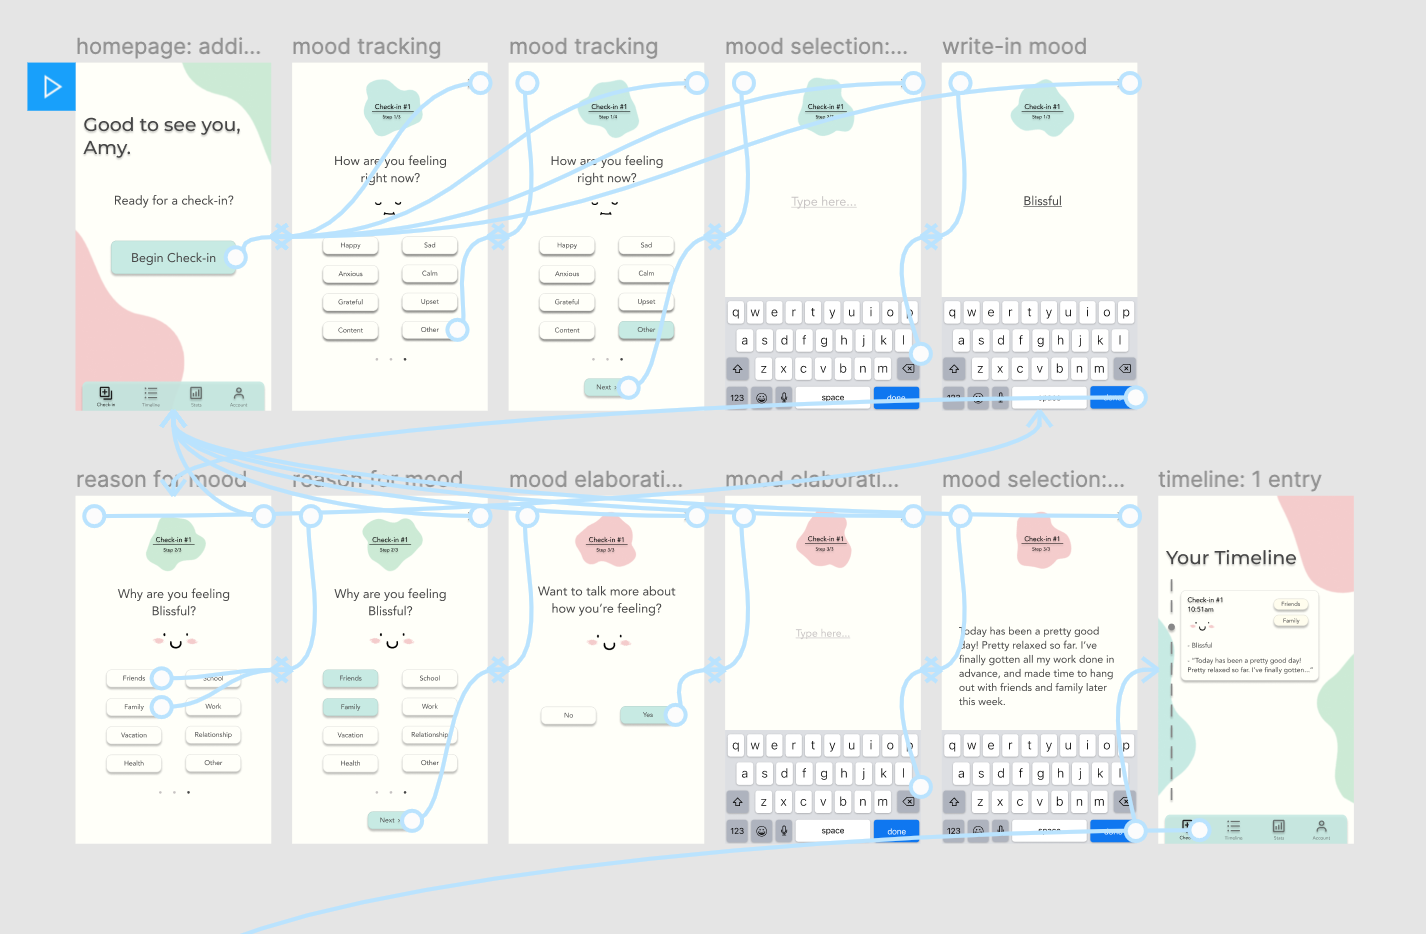 homepage: addi...
Good to see you,
Amy.
Ready for a check-in?
Begin Check-in
Check-in
Timeline
Stats
Account
mood tracking
Check-in #1
Step 1/3
How are you feeling
right now?
Happy
Sad
Anxious
Calm
Grateful
Upset
Content
Other
mood tracking
Check-in #1
Step 1/4
How are you feeling
right now?
Happy
Sad
Anxious
Calm
Grateful
Upset
Content
Other
Next ›
mood selection:...
Check-in #1
Step
Type here...
q w e r t y u i o p
a s d f g h j k l
z x c v b n m
123 space done
write-in mood
Check-in #1
Step 1/3
Blissful
q w e r t y u i o p
a s d f g h j k l
z x c v b n m
123 space done
reason for mood
Check-in #1
Step 2/3
Why are you feeling
Blissful?
Friends
School
Family
Work
Vacation
Relationship
Health
Other
reason for mood
Check-in #1
Step 2/3
Why are you feeling
Blissful?
Friends
School
Family
Work
Vacation
Relationship
Health
Other
Next ›
mood elaborati...
Check-in #1
Step 3/3
Want to talk more about
how you're feeling?
No
Yes
mood elaborati...
Check-in #1
Step 3/3
Type here...
q w e r t y u i o p
a s d f g h j k l
z x c v b n m
123 space done
mood selection:...
Check-in #1
Step 3/3
Today has been a pretty good
day! Pretty relaxed so far. I've
finally gotten all my work done in
advance, and made time to hang
out with friends and family later
this week.
q w e r t y u i o p
a s d f g h j k l
z x c v b n m
123 space done
timeline: 1 entry
Your Timeline
Check-in #1
10:51am
Friends
Family
- Blissful
- "Today has been a pretty good day!
Pretty relaxed so far. I've finally gotten..."
Timeline
Stats
Account